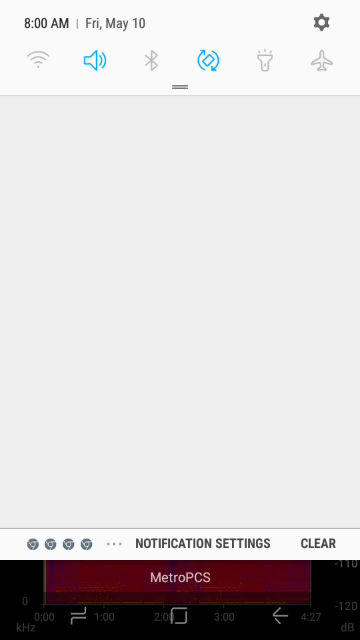 8:00 AM | Fri, May 10
NOTIFICATION SETTINGS CLEAR
MetroPCS
-110
0 -120
0:00 1:00 2:00 3:00 4:27
kHz dB